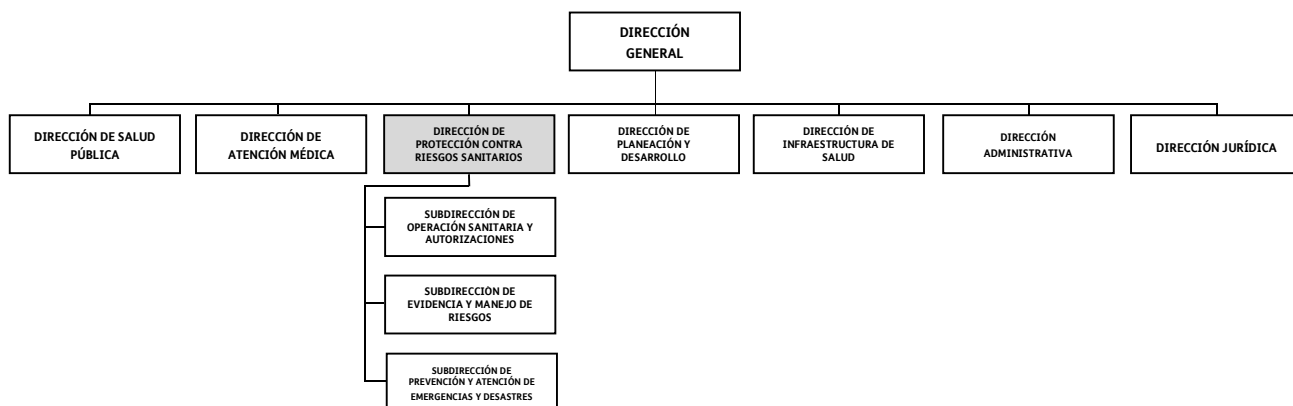 DIRECCIÓN
GENERAL
DIRECCIÓN DE SALUD
PÚBLICA
DIRECCIÓN DE
ATENCIÓN MÉDICA
DIRECCIÓN DE
PROTECCIÓN CONTRA
RIESGOS SANITARIOS
DIRECCIÓN DE
PLANEACIÓN Y
DESARROLLO
DIRECCIÓN DE
INFRAESTRUCTURA DE
SALUD
DIRECCIÓN
ADMINISTRATIVA
DIRECCIÓN JURÍDICA
SUBDIRECCIÓN DE
OPERACIÓN SANITARIA Y
AUTORIZACIONES
SUBDIRECCIÓN DE
EVIDENCIA Y MANEJO DE
RIESGOS
SUBDIRECCIÓN DE
PREVENCIÓN Y ATENCIÓN DE
EMERGENCIAS Y DESASTRES